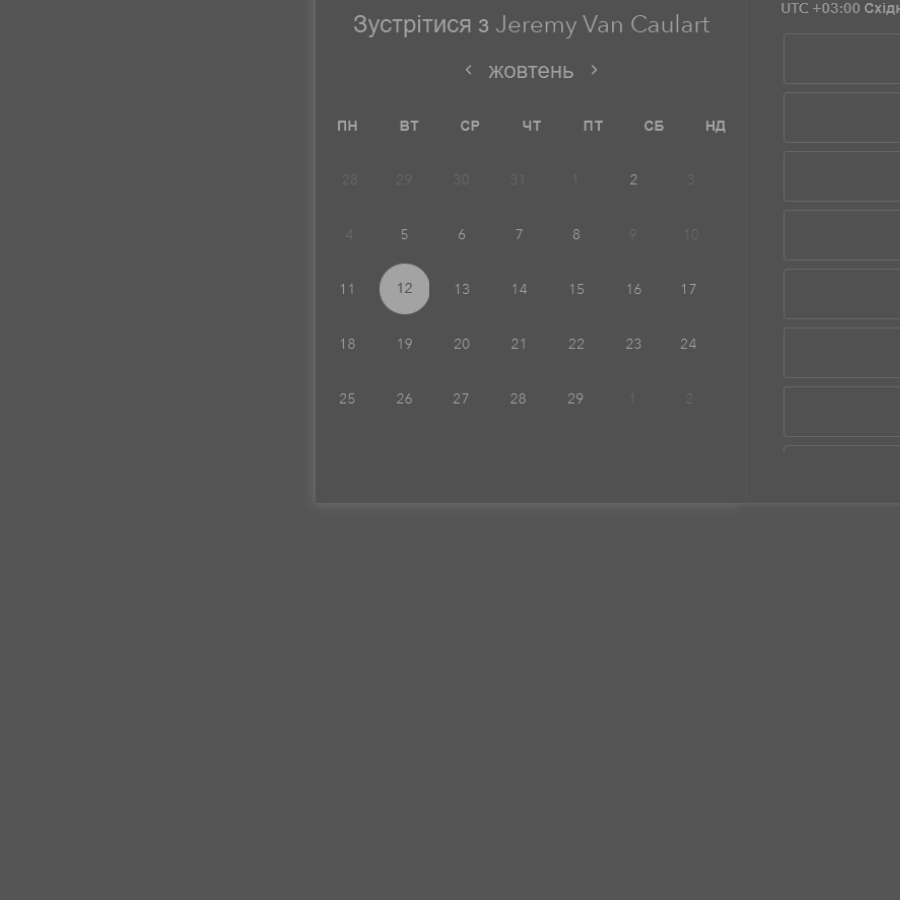 Зустрітися з Jeremy Van Caulart
жовтень
ПН ВТ СР ЧТ ПТ СБ НД
28 29 30 31 1 2 3
4 5 6 7 8 9 10
11 12 13 14 15 16 17
18 19 20 21 22 23 24
25 26 27 28 29 1 2
UTC +03:00